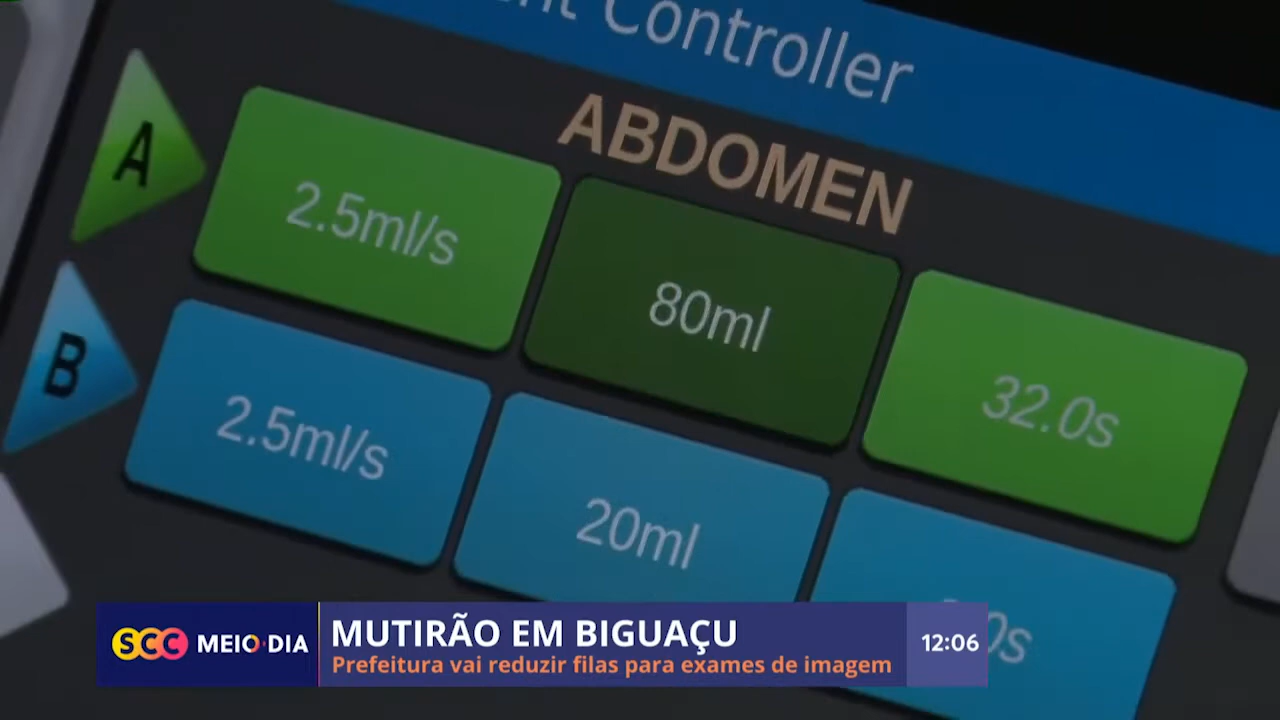 Controller
ABDOMEN
A
2.5ml/s
80ml
32.0s
B
2.5ml/s
20ml
SCC MEIO-DIA
MUTIRÃO EM BIGUAÇU
Prefeitura vai reduzir filas para exames de imagem
12:06